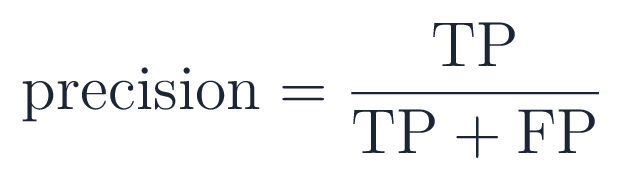 precision = TP / TP + FP